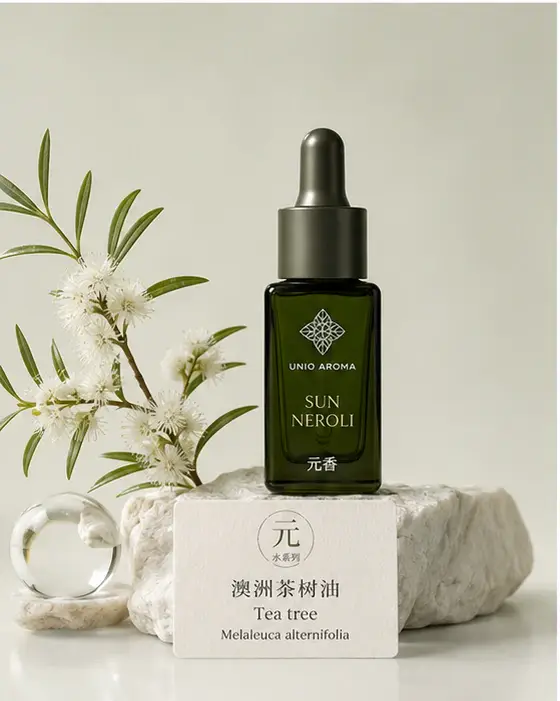 UNIO AROMA
SUN
NEROLI
元香
元
水系列
澳洲茶树油
Tea tree
Melaleuca alternifolia